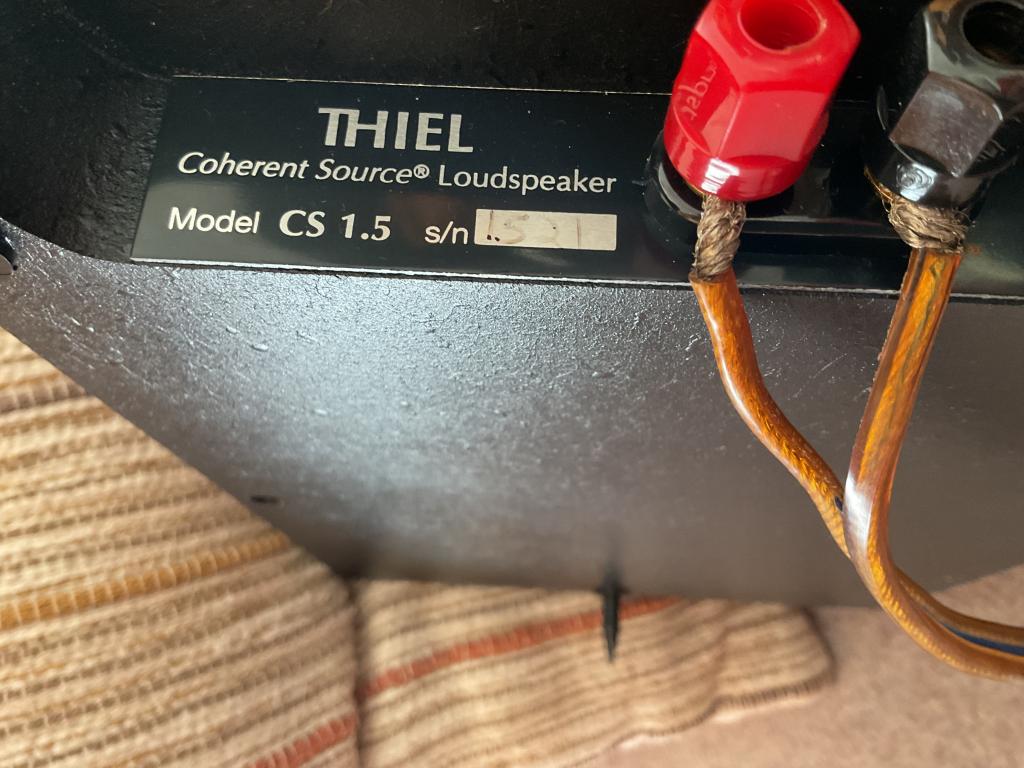 THIEL
Coherent Source® Loudspeaker
Model CS 1.5 s/n